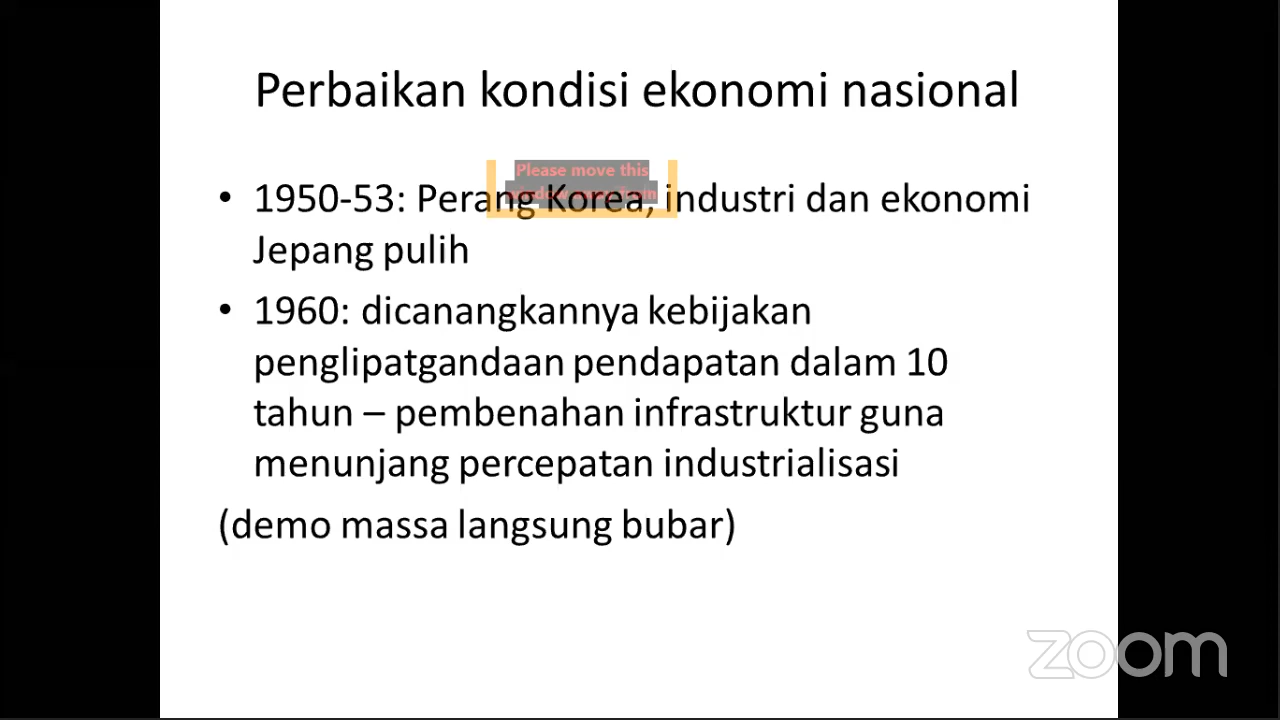 Perbaikan kondisi ekonomi nasional
Please move this
• 1950-53: Perang Korea, industri dan ekonomi
Jepang pulih
• 1960: dicanangkannya kebijakan
penglipatgandaan pendapatan dalam 10
tahun – pembenahan infrastruktur guna
menunjang percepatan industrialisasi
(demo massa langsung bubar)
zoom